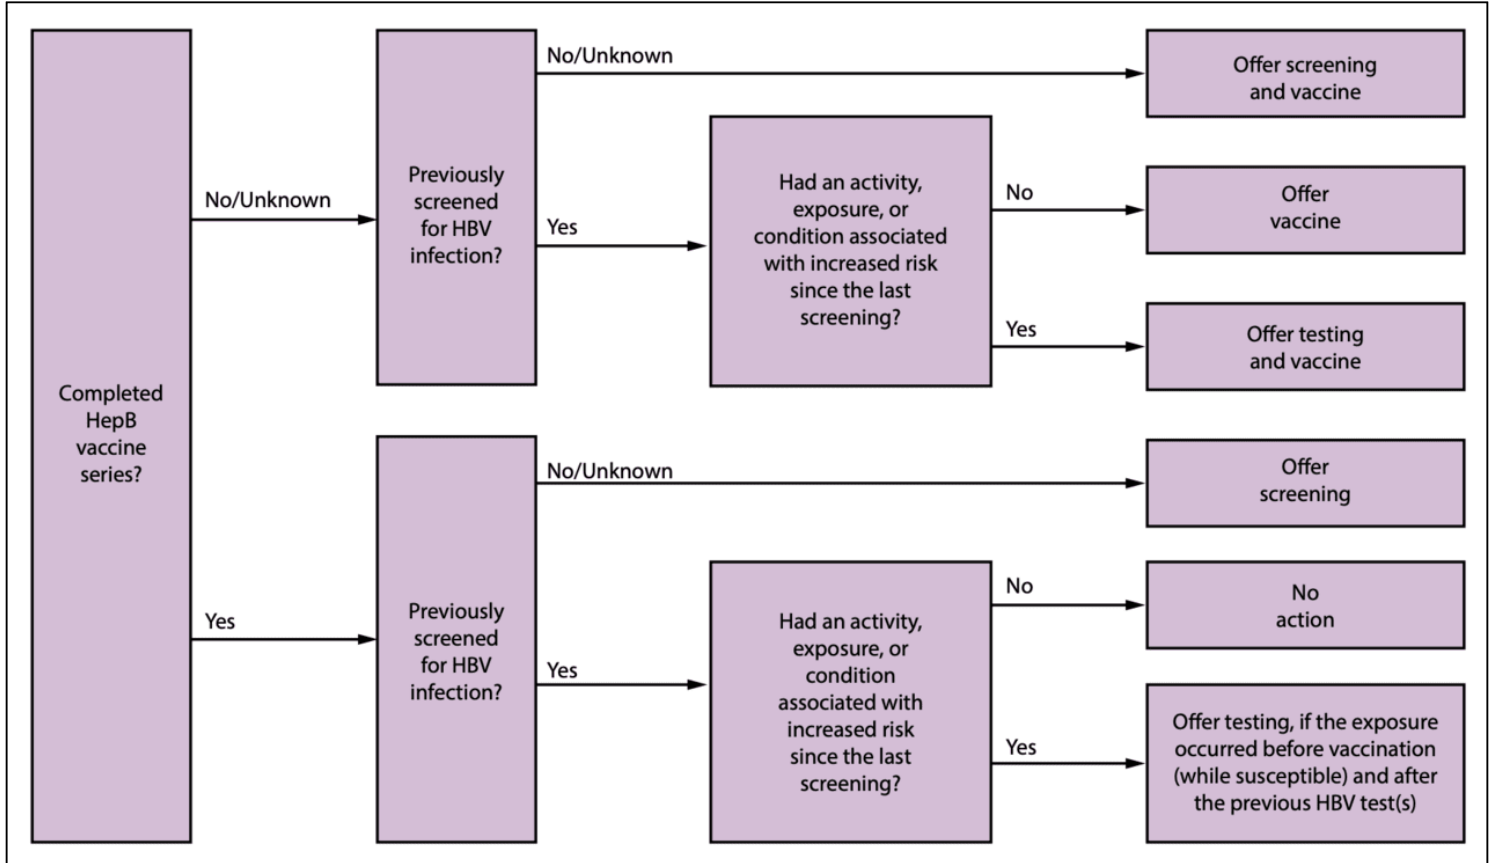 Completed
HepB
vaccine
series?
No/Unknown
Previously
screened
for HBV
infection?
No/Unknown
Offer screening
and vaccine
Yes
Had an activity,
exposure, or
condition associated
with increased risk
since the last
screening?
No
Offer
vaccine
Yes
Offer testing
and vaccine
Yes
Previously
screened
for HBV
infection?
No/Unknown
Offer
screening
Yes
Had an activity,
exposure, or
condition
associated with
increased risk
since the last
screening?
No
No
action
Yes
Offer testing, if the exposure
occurred before vaccination
(while susceptible) and after
the previous HBV test(s)